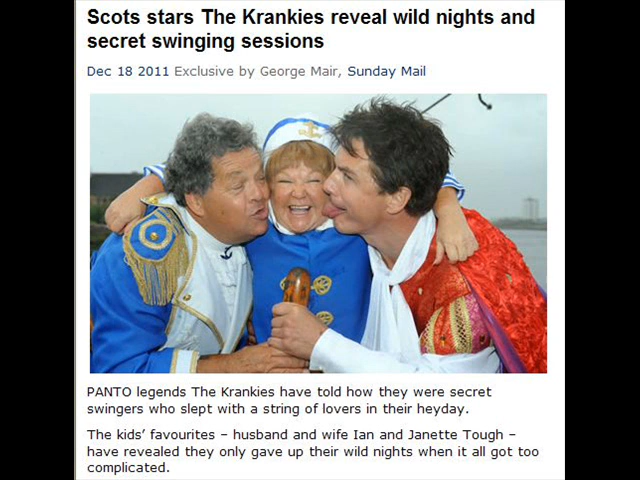 Scots stars The Krankies reveal wild nights and
secret swinging sessions
Dec 18 2011 Exclusive by George Mair, Sunday Mail
PANTO legends The Krankies have told how they were secret
swingers who slept with a string of lovers in their heyday.
The kids’ favourites – husband and wife Ian and Janette Tough –
have revealed they only gave up their wild nights when it all got too
complicated.